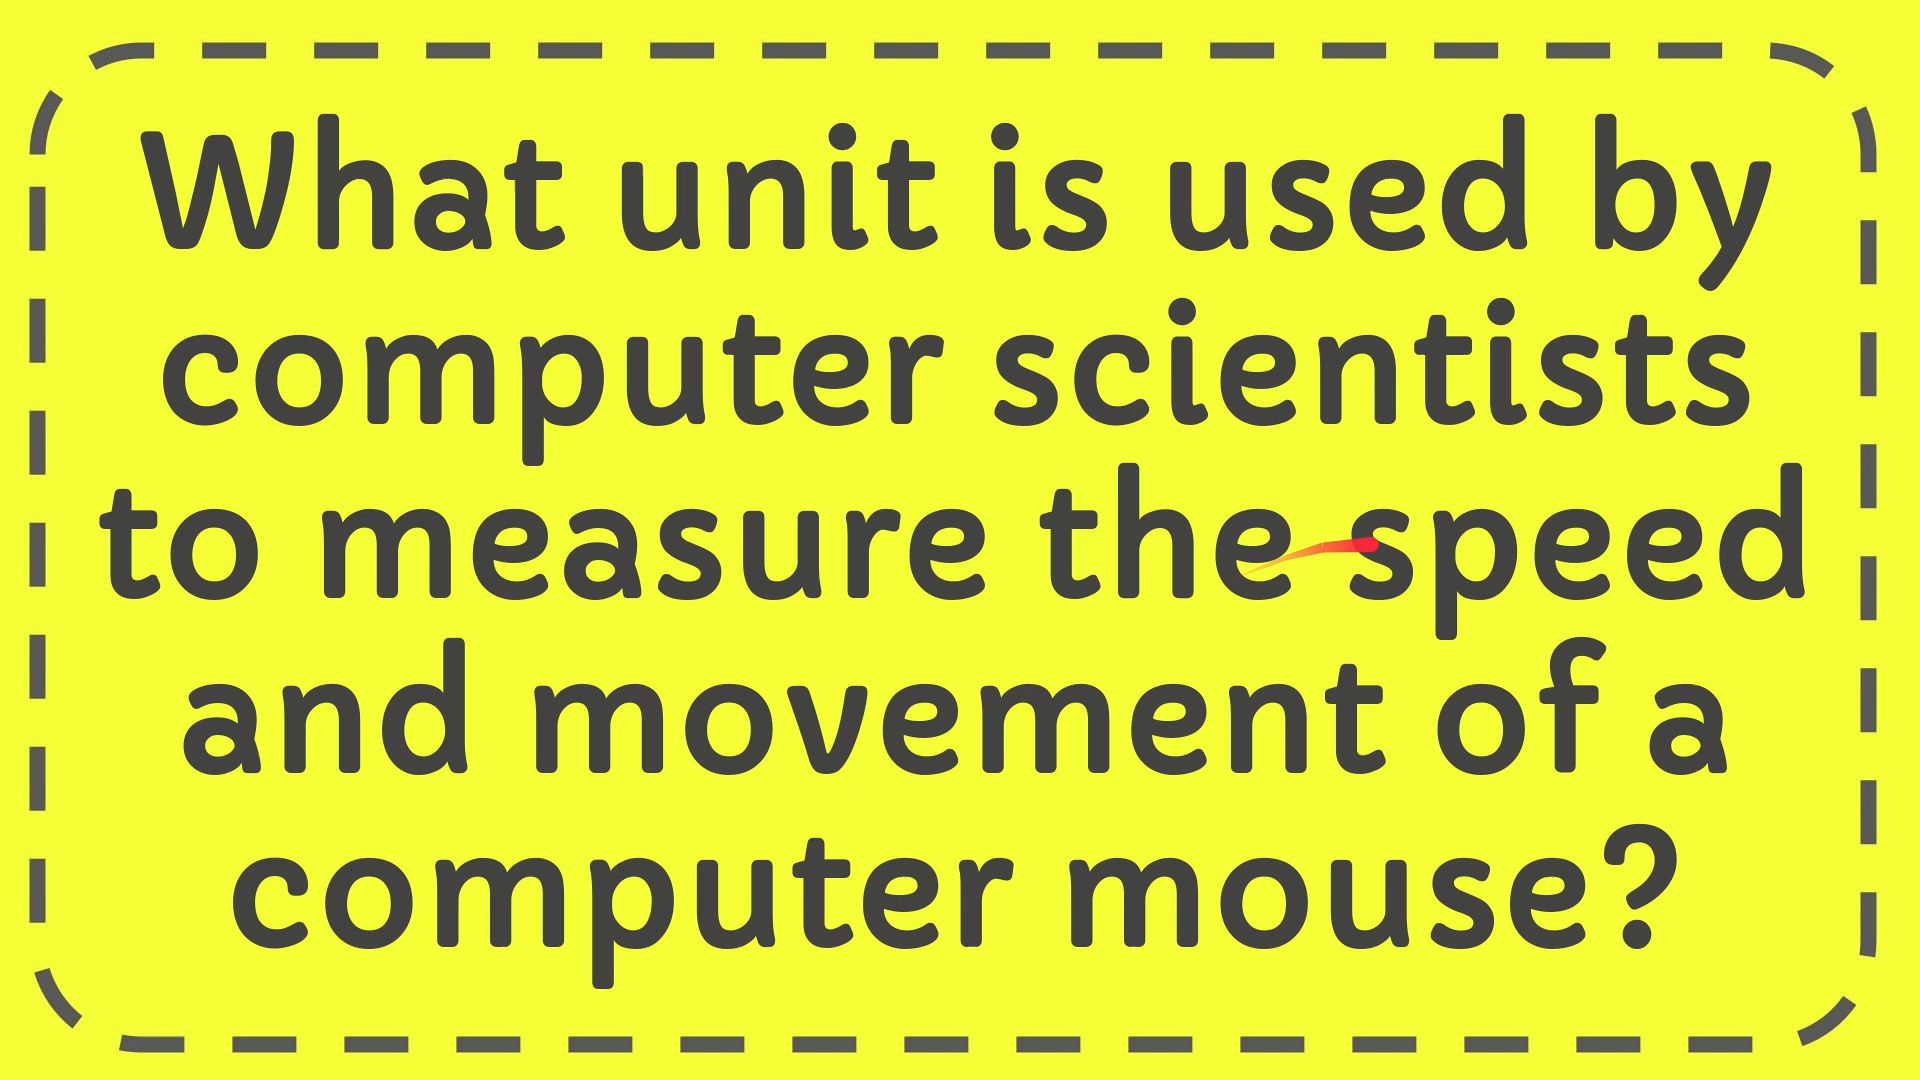 What unit is used by
computer scientists
to measure the speed
and movement of a
computer mouse?